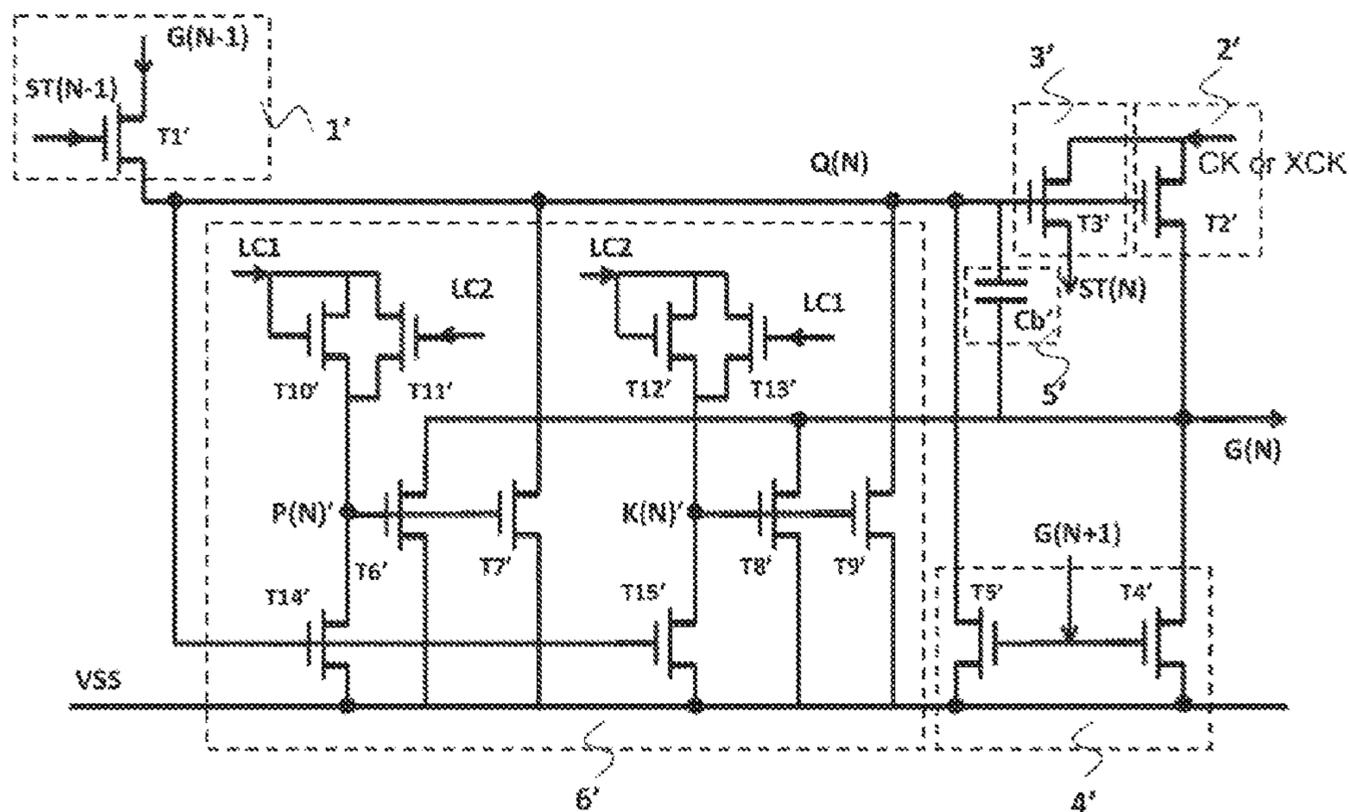 G(N-1)
ST(N-1)
T1'
1'
3'
2'
Q(N)
CK or XCK
T3'
T2'
LC1
LC2
LC2
LC1
ST(N)
Cb'
5'
T10'
T11'
T12'
T13'
G(N)
P(N)'
K(N)'
T6'
T7'
T8'
T9'
G(N+1)
T14'
T15'
T5'
T4'
VSS
6'
4'